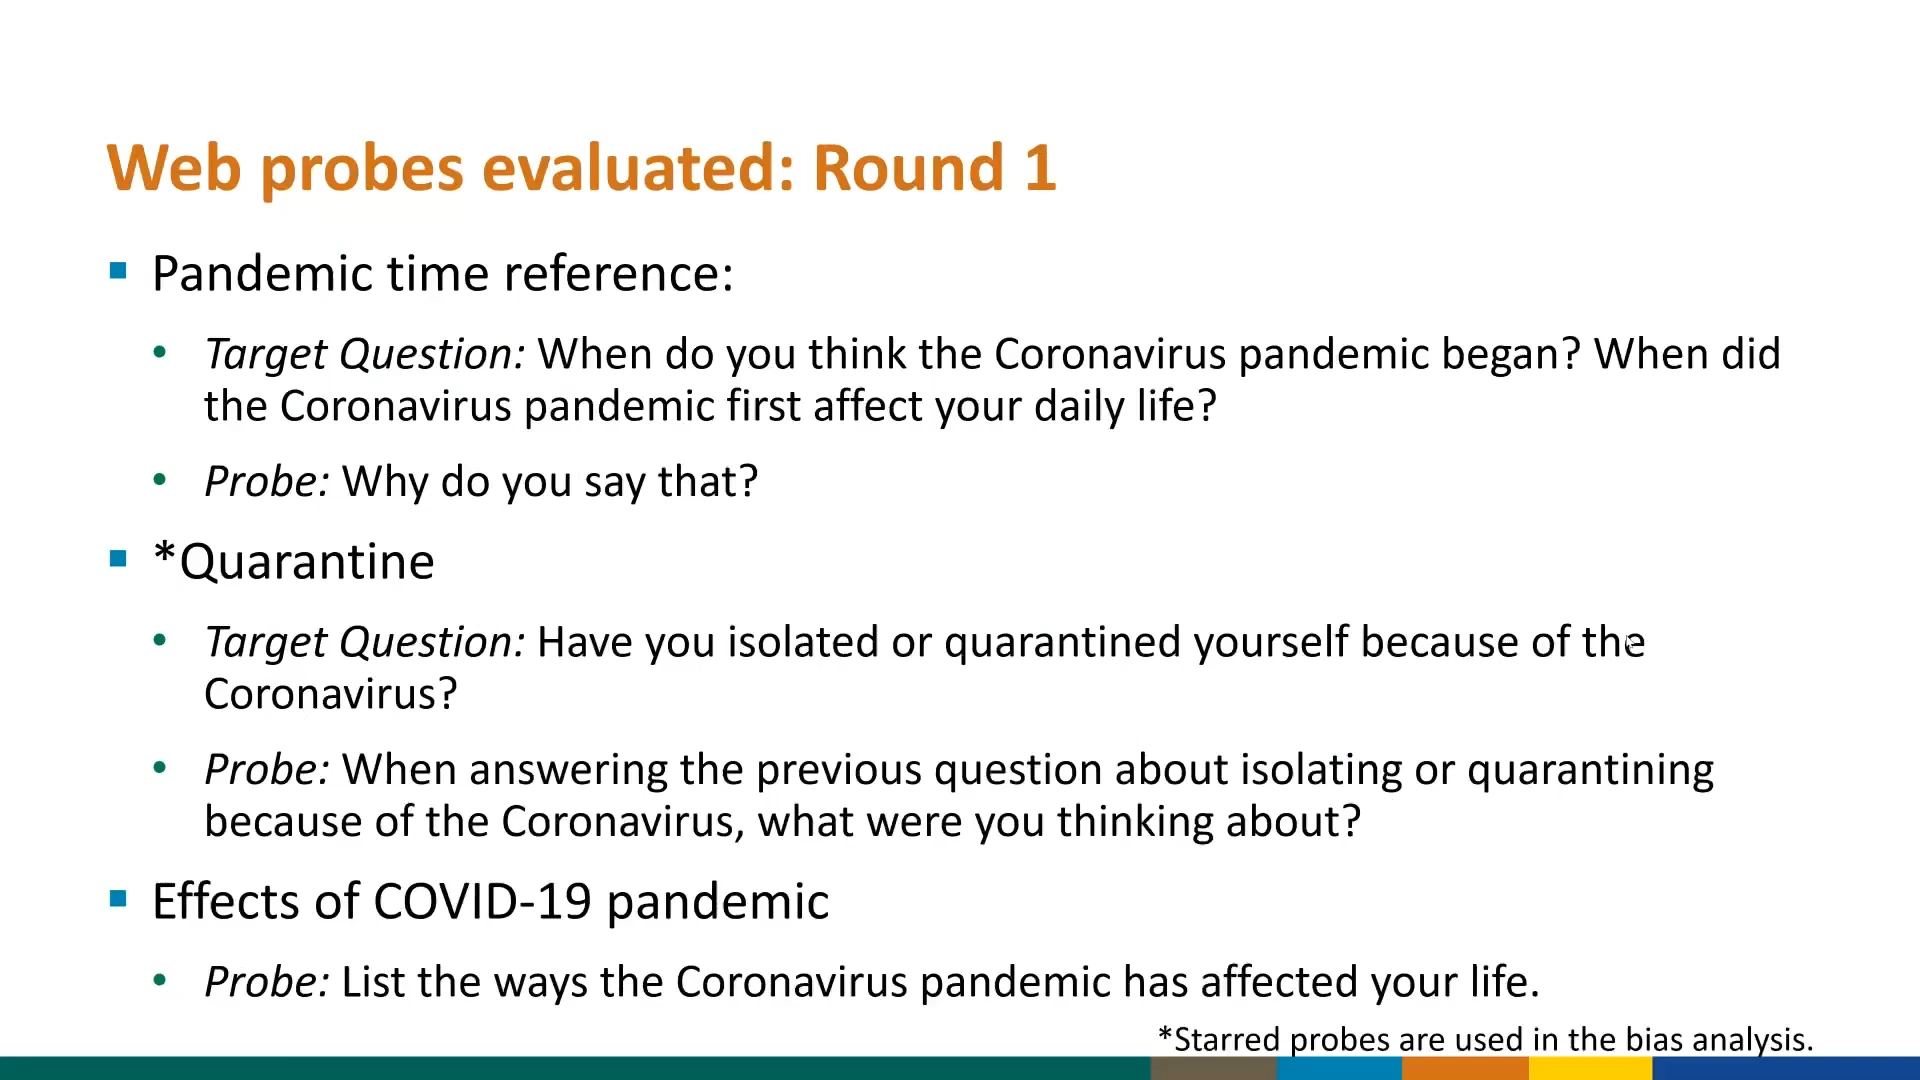 Web probes evaluated: Round 1
Pandemic time reference:
Target Question: When do you think the Coronavirus pandemic began? When did
the Coronavirus pandemic first affect your daily life?
Probe: Why do you say that?
*Quarantine
Target Question: Have you isolated or quarantined yourself because of the
Coronavirus?
Probe: When answering the previous question about isolating or quarantining
because of the Coronavirus, what were you thinking about?
Effects of COVID-19 pandemic
Probe: List the ways the Coronavirus pandemic has affected your life.
*Starred probes are used in the bias analysis.